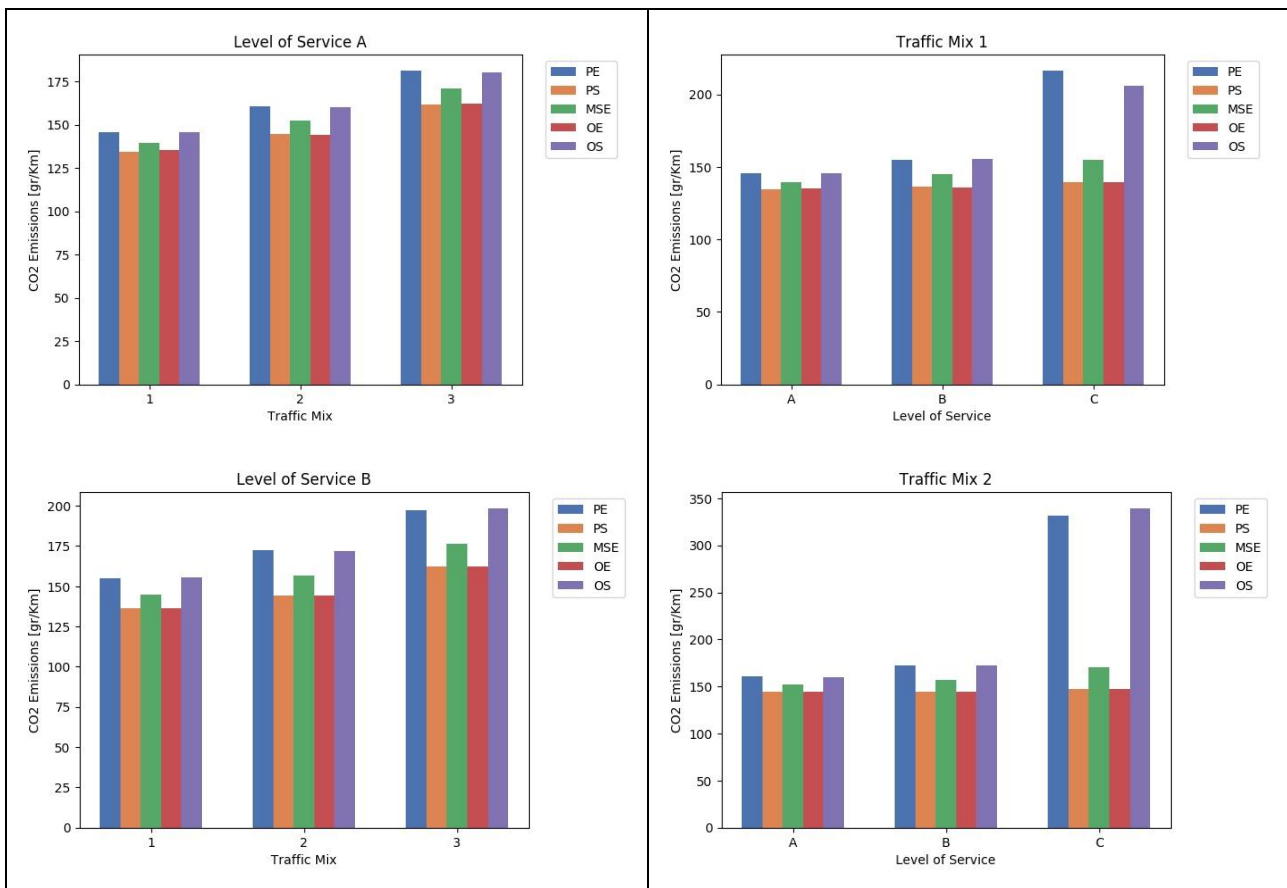 Level of Service A
CO2 Emissions [gr/Km]
175
150
125
100
75
50
25
0
1 2 3
Traffic Mix
PE
PS
MSE
OE
OS
Traffic Mix 1
CO2 Emissions [gr/Km]
200
150
100
50
0
A B C
Level of Service
PE
PS
MSE
OE
OS
Level of Service B
CO2 Emissions [gr/Km]
200
175
150
125
100
75
50
25
0
1 2 3
Traffic Mix
PE
PS
MSE
OE
OS
Traffic Mix 2
CO2 Emissions [gr/Km]
350
300
250
200
150
100
50
0
A B C
Level of Service
PE
PS
MSE
OE
OS